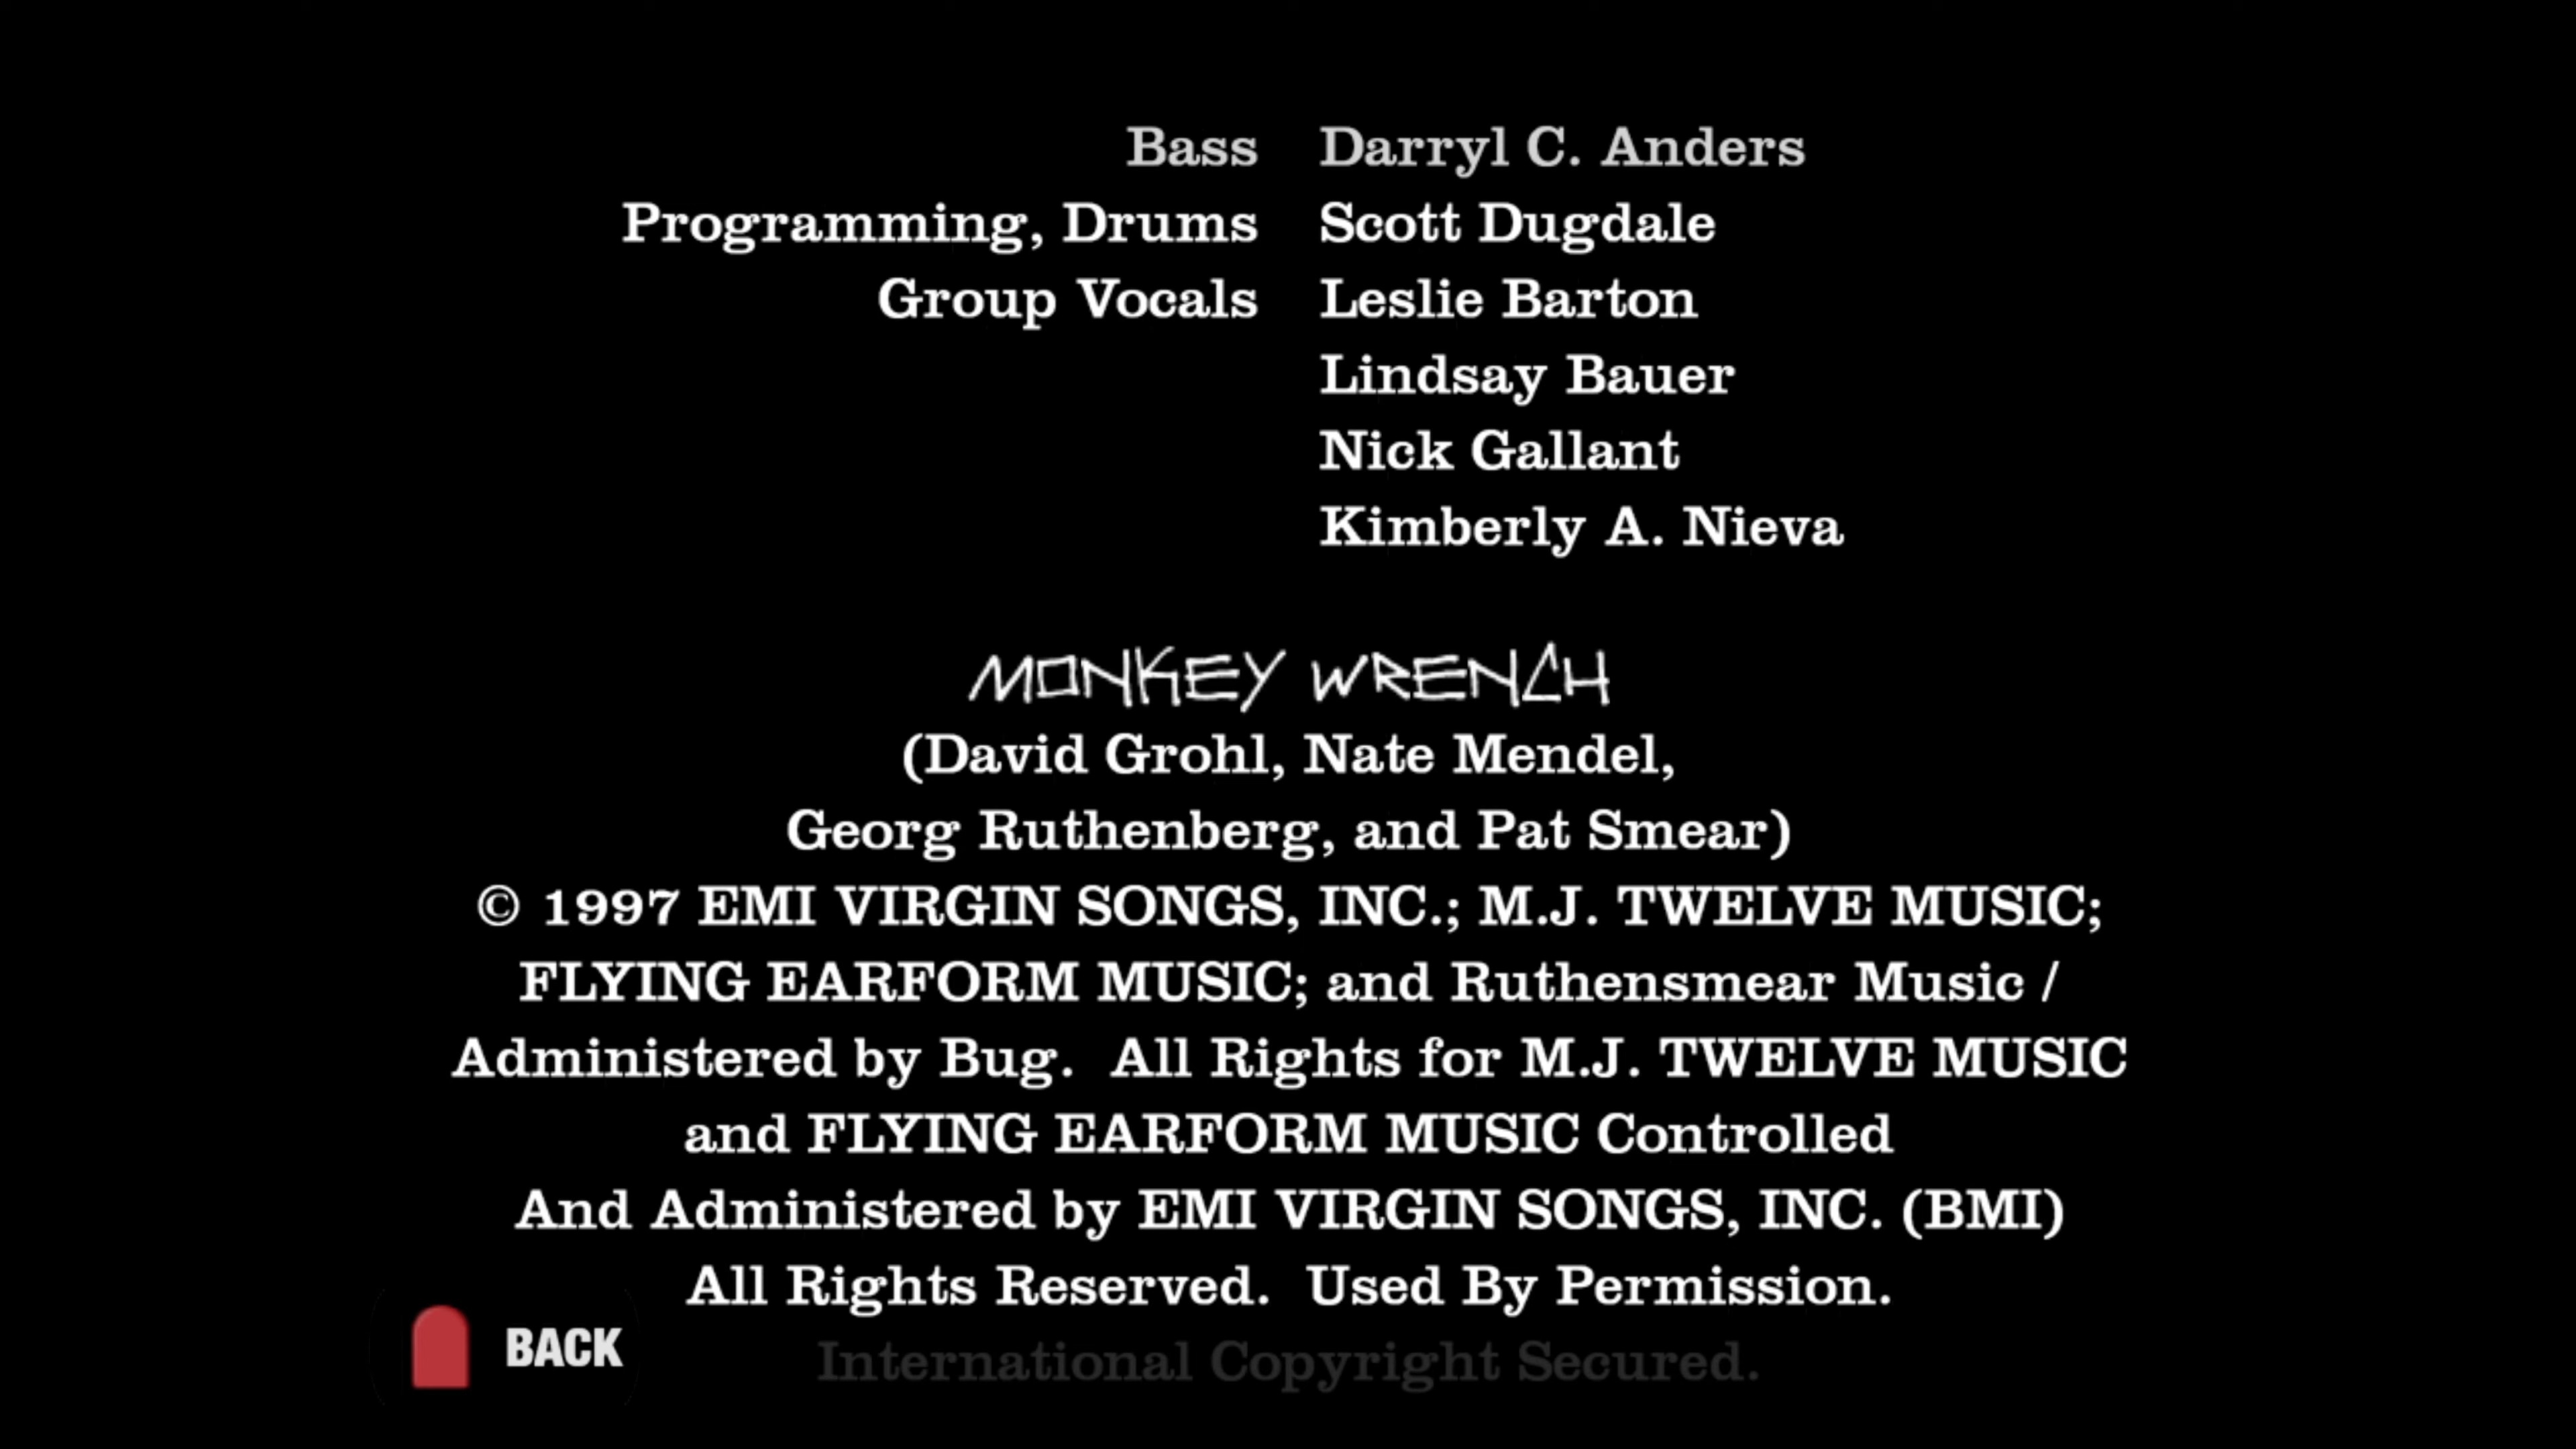 Bass Darryl C. Anders
Programming, Drums Scott Dugdale
Group Vocals Leslie Barton
Lindsay Bauer
Nick Gallant
Kimberly A. Nieva
MONKEY WRENCH
(David Grohl, Nate Mendel,
Georg Ruthenberg, and Pat Smear)
© 1997 EMI VIRGIN SONGS, INC.; M.J. TWELVE MUSIC;
FLYING EARFORM MUSIC; and Ruthensmear Music /
Administered by Bug. All Rights for M.J. TWELVE MUSIC
and FLYING EARFORM MUSIC Controlled
And Administered by EMI VIRGIN SONGS, INC. (BMI)
All Rights Reserved. Used By Permission.
International Copyright Secured.
BACK